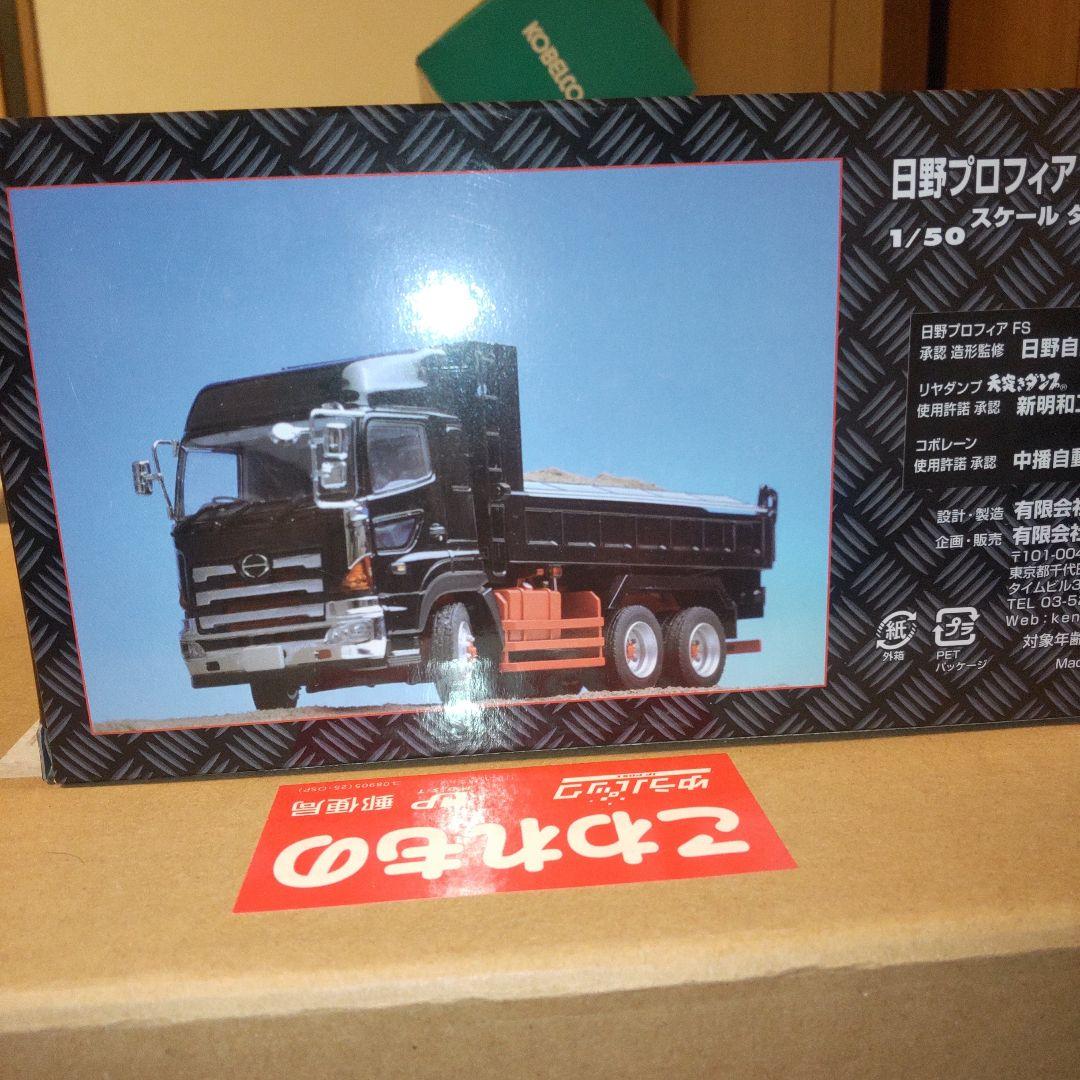 KOBELCO
日野プロフィア
1/50 スケール
日野プロフィア FS
承認 造形監修 日野自
リヤダンプ 天突きダンプ®
使用許諾 承認 新明和
コボレーン
使用許諾 承認 中播自動
設計・製造 有限会社
企画・販売 有限会社
〒101-004
東京都千代田
タイムビル3
TEL 03-5
Web : ken
対象年齢
Mad
紙
外箱
プラ
PET
パッケージ
ゆうパック
こわれもの
郵便局